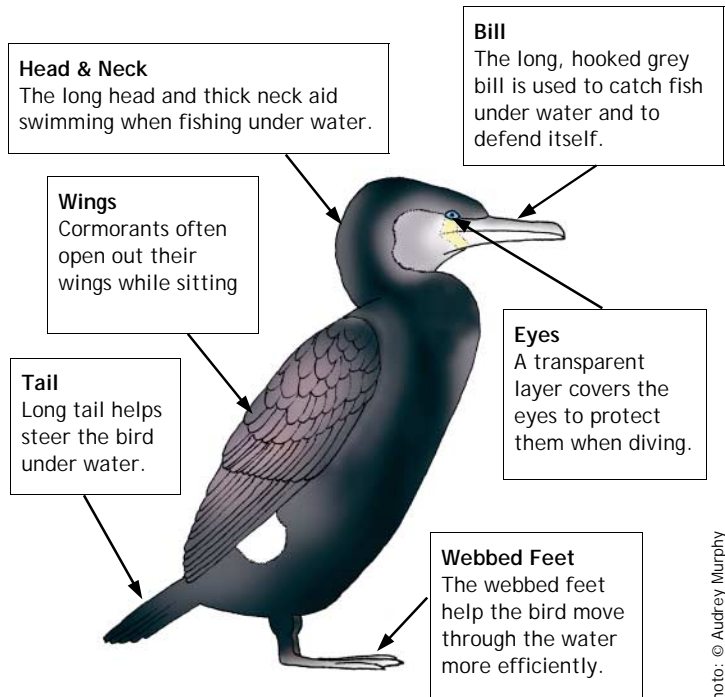 Bill
The long, hooked grey
bill is used to catch fish
under water and to
defend itself.
Head & Neck
The long head and thick neck aid
swimming when fishing under water.
Wings
Cormorants often
open out their
wings while sitting
Eyes
A transparent
layer covers the
eyes to protect
them when diving.
Tail
Long tail helps
steer the bird
under water.
Webbed Feet
The webbed feet
help the bird move
through the water
more efficiently.
oto: © Audrey Murphy